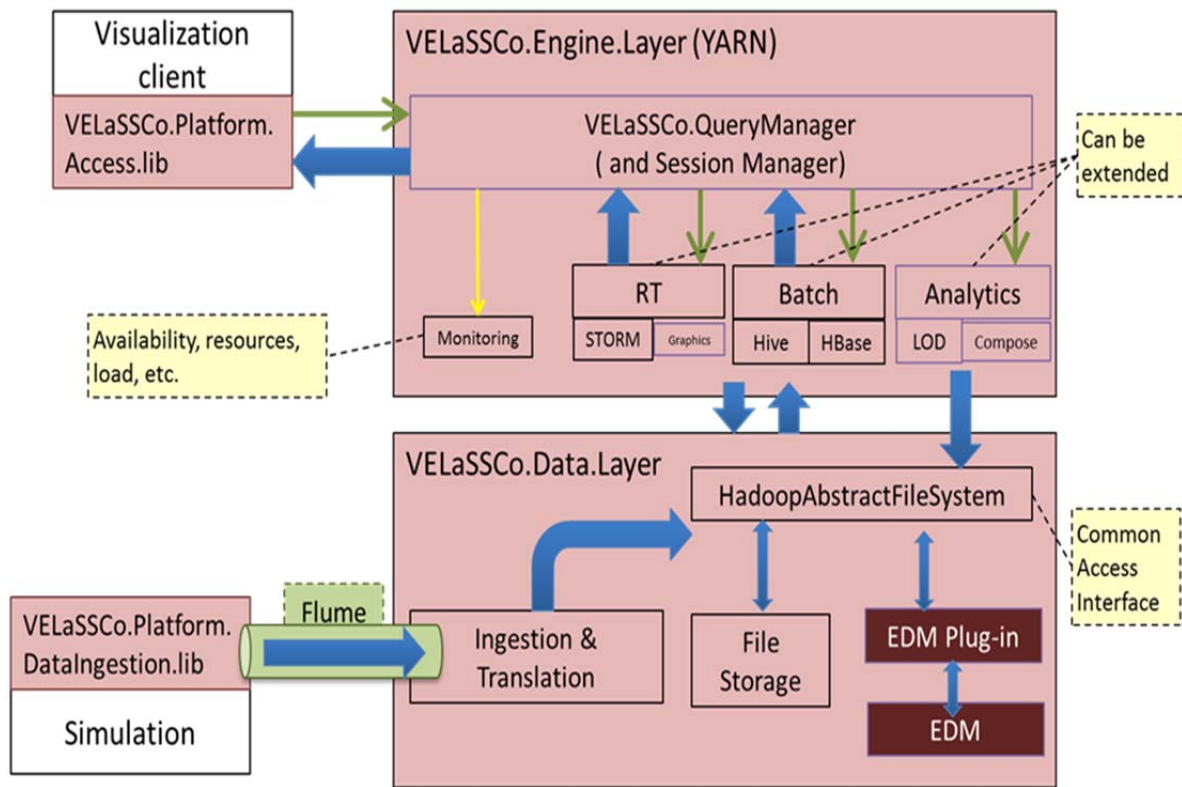 Visualization
client
VELaSSCo.Platform.
Access.lib
VELaSSCo.Engine.Layer (YARN)
VELaSSCo.QueryManager
( and Session Manager)
Can be
extended
RT
STORM
Graphics
Batch
Hive
HBase
Analytics
LOD
Compose
Monitoring
Availability, resources,
load, etc.
VELaSSCo.Data.Layer
HadoopAbstractFileSystem
Common
Access
Interface
Flume
VELaSSCo.Platform.
DataIngestion.lib
Simulation
Ingestion &
Translation
File
Storage
EDM Plug-in
EDM